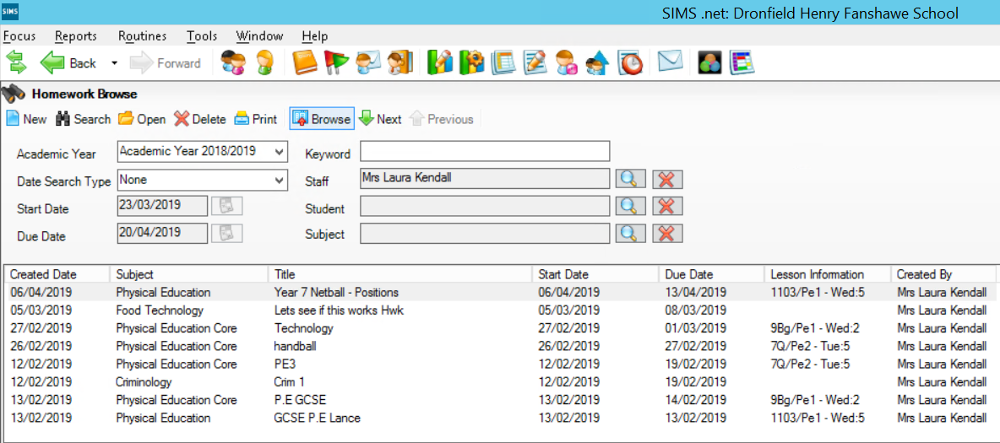 SIMS
SIMS .net: Dronfield Henry Fanshawe School
Focus Reports Routines Tools Window Help
Back Forward
Homework Browse
New Search Open Delete Print Browse Next Previous
Academic Year Academic Year 2018/2019 Keyword
Date Search Type None Staff Mrs Laura Kendall
Start Date 23/03/2019 Student
Due Date 20/04/2019 Subject
Created Date Subject Title Start Date Due Date Lesson Information Created By
06/04/2019 Physical Education Year 7 Netball - Positions 06/04/2019 13/04/2019 1103/Pe1 - Wed:5 Mrs Laura Kendall
05/03/2019 Food Technology Lets see if this works Hwk 05/03/2019 08/03/2019 Mrs Laura Kendall
27/02/2019 Physical Education Core Technology 27/02/2019 01/03/2019 9Bg/Pe1 - Wed:2 Mrs Laura Kendall
26/02/2019 Physical Education Core handball 26/02/2019 27/02/2019 7Q/Pe2 - Tue:5 Mrs Laura Kendall
12/02/2019 Physical Education Core PE3 12/02/2019 19/02/2019 7Q/Pe2 - Tue:5 Mrs Laura Kendall
12/02/2019 Criminology Crim 1 12/02/2019 19/02/2019 Mrs Laura Kendall
13/02/2019 Physical Education Core P.E GCSE 13/02/2019 14/02/2019 9Bg/Pe1 - Wed:2 Mrs Laura Kendall
13/02/2019 Physical Education GCSE P.E Lance 13/02/2019 13/02/2019 1103/Pe1 - Wed:5 Mrs Laura Kendall